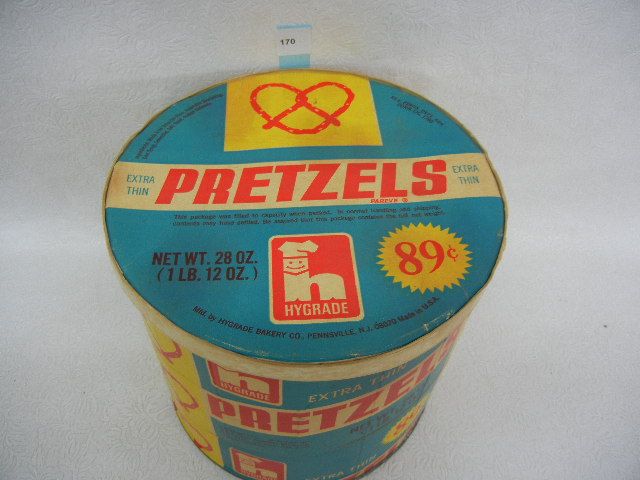 170
EXTRA THIN
PRETZELS
PAREVE
EXTRA THIN
This package was filled to capacity when packed. In normal handling and shipping,
contents may have settled. Be assured that this package contains the full net weight.
NET WT. 28 OZ.
(1 LB. 12 OZ.)
h
HYGRADE
89¢
Mfd. by HYGRADE BAKERY CO., PENNSVILLE, N.J. 08070 Made in U.S.A.
h
HYGRADE
EXTRA THIN
PRETZELS
NET WT.
h
EXTRA THIN